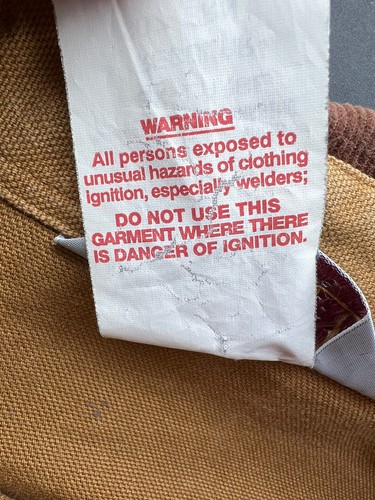 WARNING
All persons exposed to
unusual hazards of clothing
ignition, especially welders;
DO NOT USE THIS
GARMENT WHERE THERE
IS DANGER OF IGNITION.